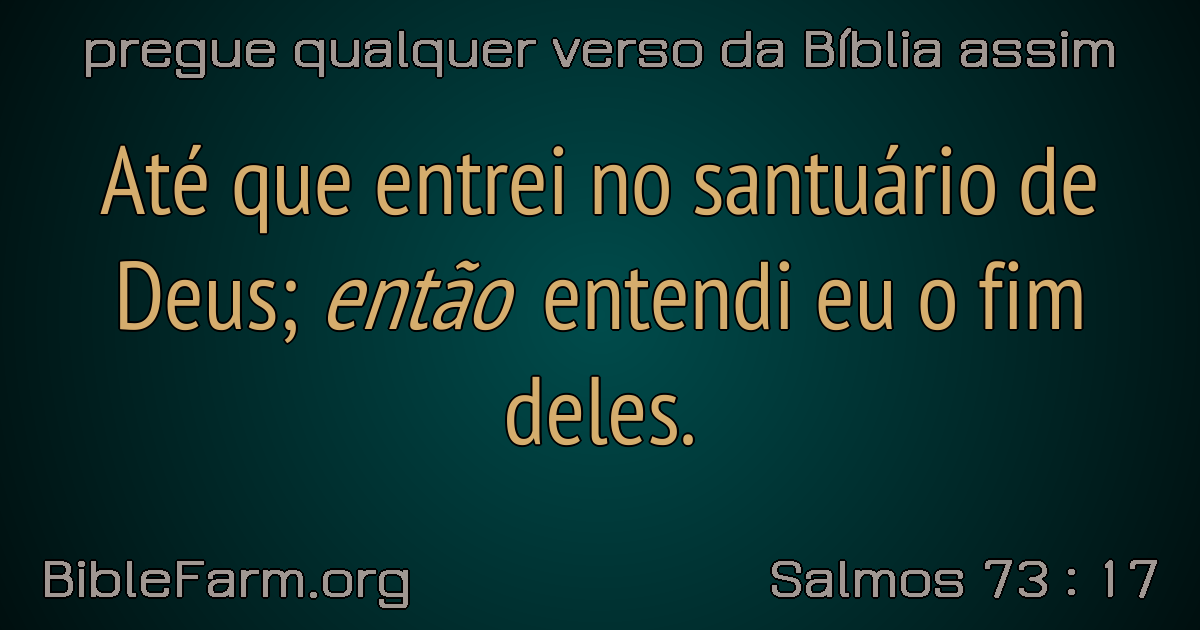 pregue qualquer verso da Bíblia assim
Até que entrei no santuário de
Deus; então entendi eu o fim
deles.
BibleFarm.org
Salmos 73 : 17